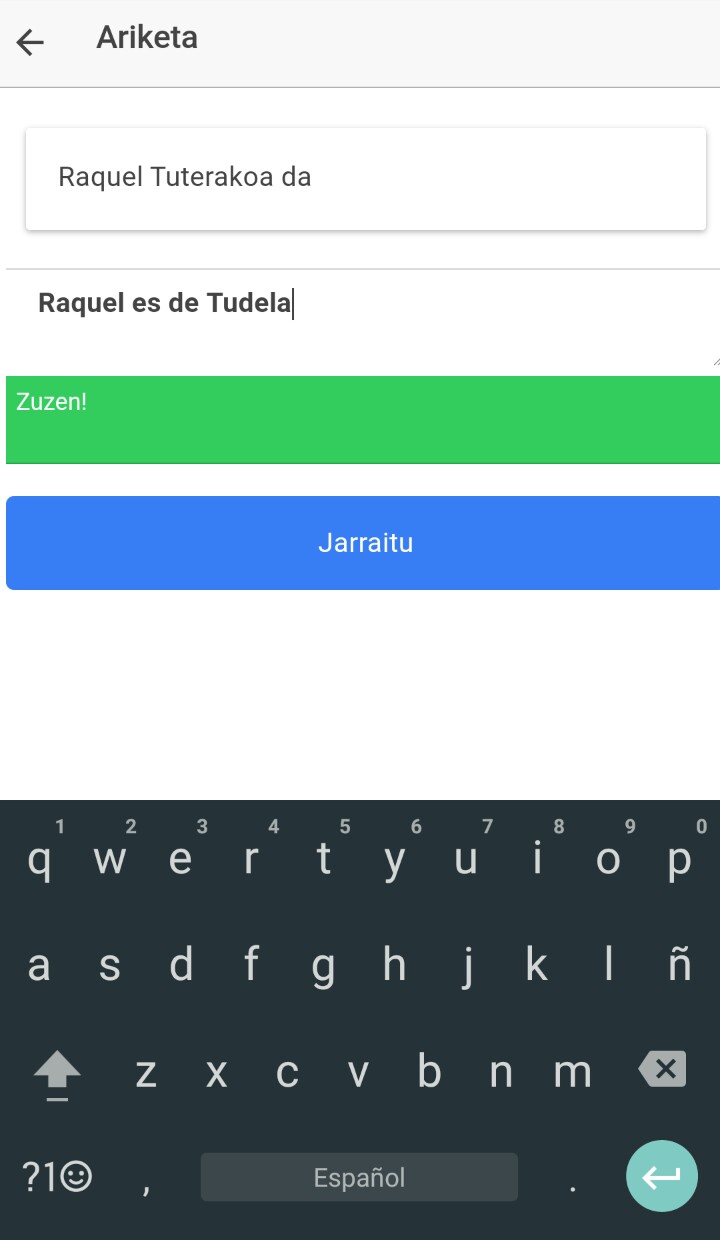 Ariketa
Raquel Tuterakoa da
Raquel es de Tudela
Zuzen!
Jarraitu
1 2 3 4 5 6 7 8 9 0
q w e r t y u i o p
a s d f g h j k l ñ
z x c v b n m
?1☺ , Español .